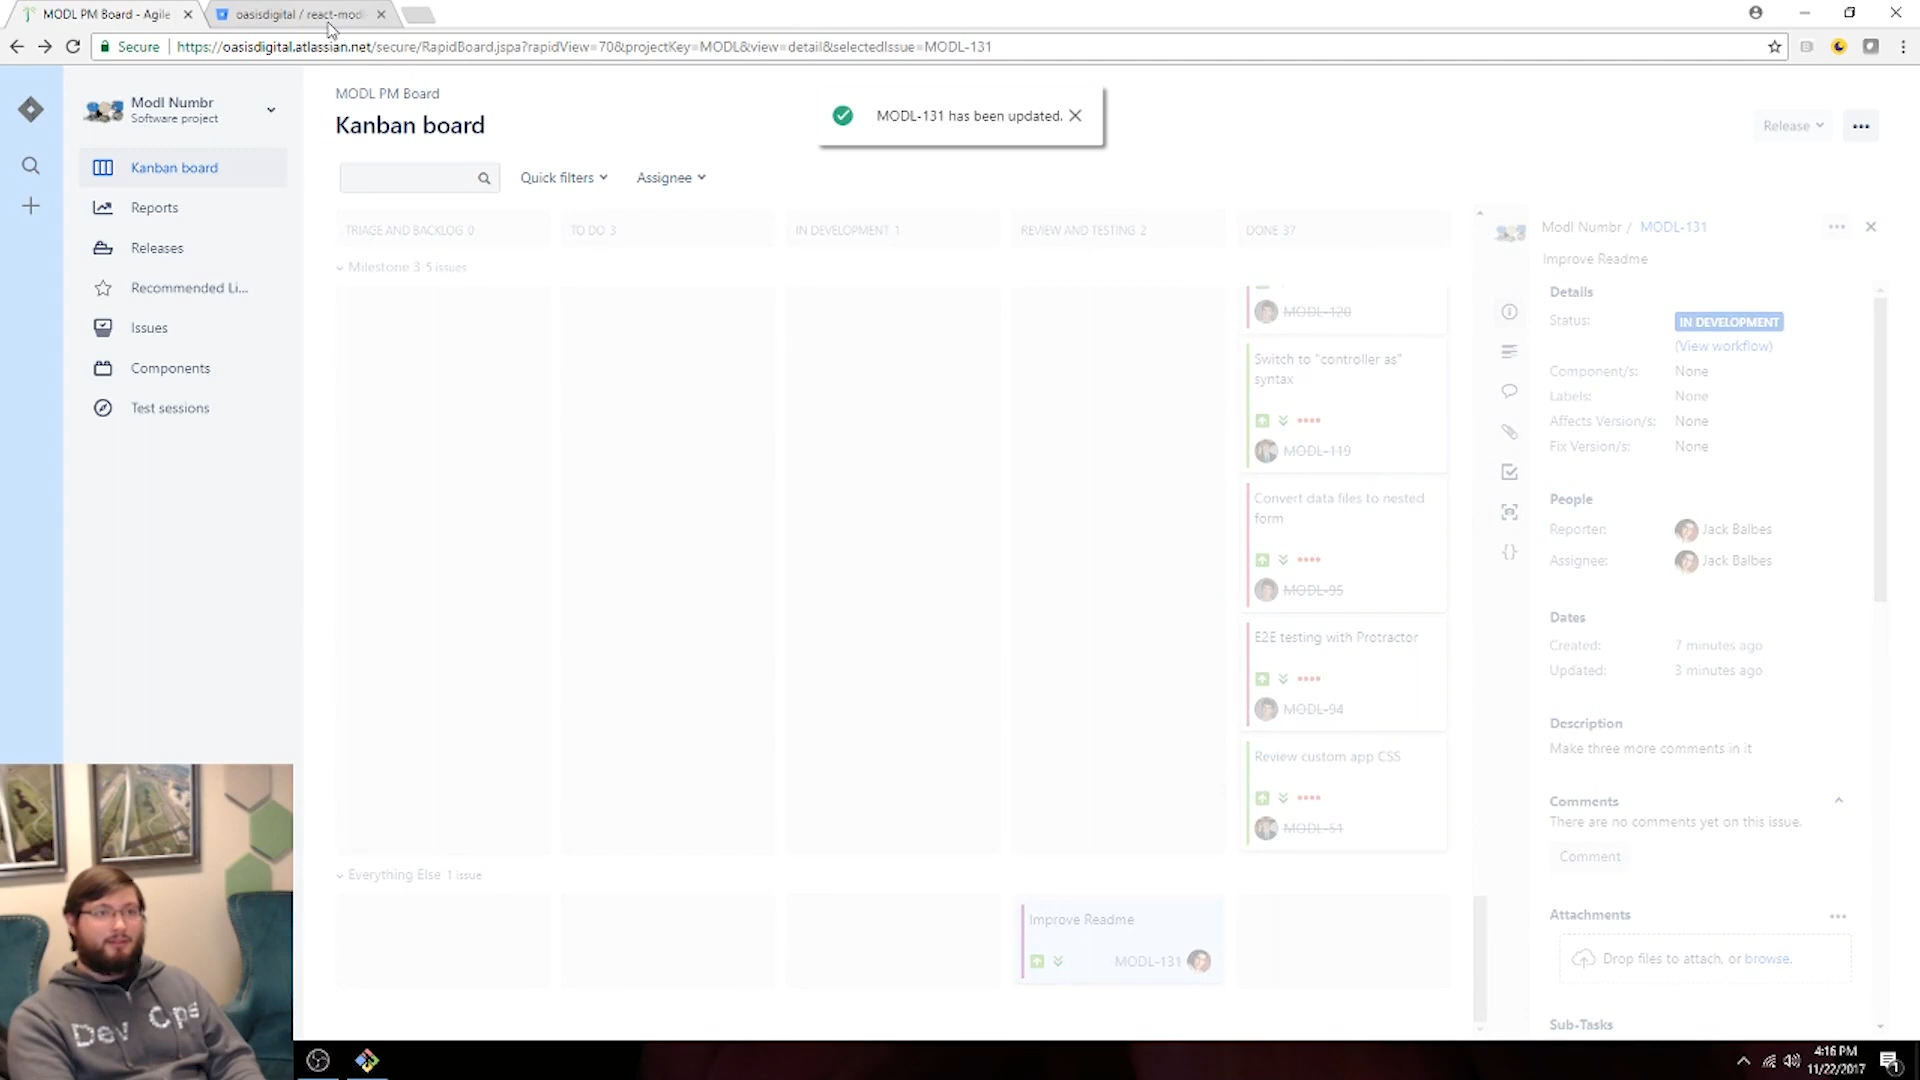 MODL PM Board - Agile
oasisdigital / react-modl
Secure
https://oasisdigital.atlassian.net/secure/RapidBoard.jspa?rapidView=70&projectKey=MODL&view=detail&selectedIssue=MODL-131
Modl Numbr
Software project
Kanban board
Reports
Releases
Recommended Li...
Issues
Components
Test sessions
MODL PM Board
Kanban board
MODL-131 has been updated.
Release
Quick filters
Assignee
TRIAGE AND BACKLOG 0
TO DO 3
IN DEVELOPMENT 1
REVIEW AND TESTING 2
DONE 37
Milestone 3 5 issues
MODL-120
Switch to "controller as"
syntax
MODL-119
Convert data files to nested
form
MODL-95
E2E testing with Protractor
MODL-94
Review custom app CSS
MODL-51
Everything Else 1 issue
Improve Readme
MODL-131
Modl Numbr / MODL-131
Improve Readme
Details
Status: IN DEVELOPMENT
(View workflow)
Component/s: None
Labels: None
Affects Version/s: None
Fix Version/s: None
People
Reporter: Jack Balbes
Assignee: Jack Balbes
Dates
Created: 7 minutes ago
Updated: 3 minutes ago
Description
Make three more comments in it
Comments
There are no comments yet on this issue.
Comment
Attachments
Drop files to attach, or browse.
Sub-Tasks
Dev Ops
4:16 PM
11/22/2017
1